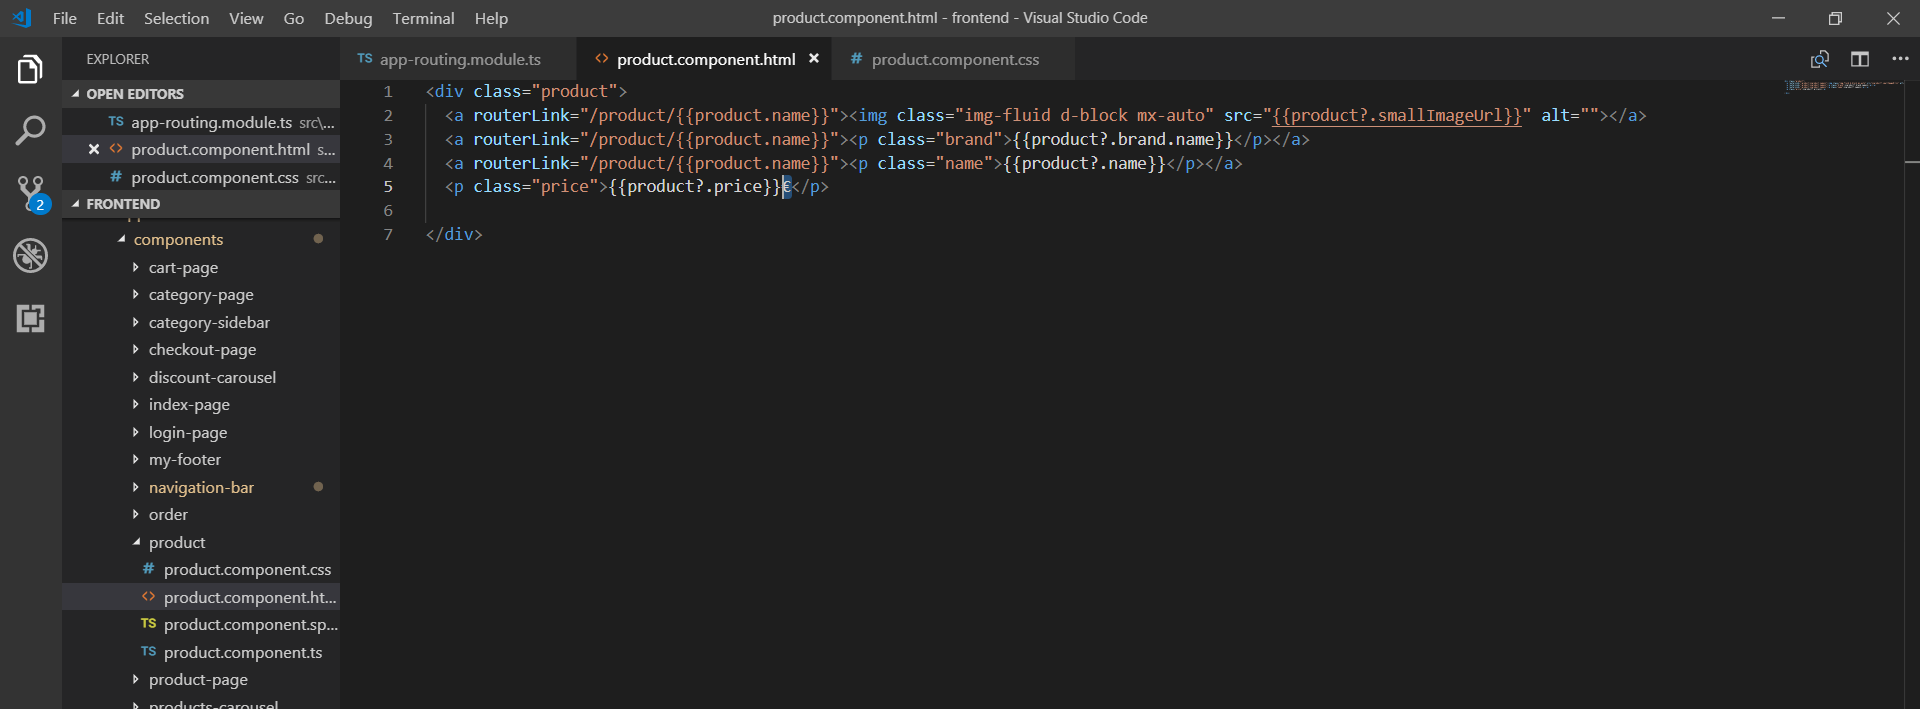 File Edit Selection View Go Debug Terminal Help
product.component.html - frontend - Visual Studio Code
EXPLORER
OPEN EDITORS
TS app-routing.module.ts src\...
<> product.component.html s...
# product.component.css src...
FRONTEND
components
cart-page
category-page
category-sidebar
checkout-page
discount-carousel
index-page
login-page
my-footer
navigation-bar
order
product
# product.component.css
<> product.component.ht...
TS product.component.sp...
TS product.component.ts
product-page
products-carousel
2
TS app-routing.module.ts
<> product.component.html
# product.component.css
1 <div class="product">
2 <a routerLink="/product/{{product.name}}"><img class="img-fluid d-block mx-auto" src="{{product?.smallImageUrl}}" alt=""></a>
3 <a routerLink="/product/{{product.name}}"><p class="brand">{{product?.brand.name}}</p></a>
4 <a routerLink="/product/{{product.name}}"><p class="name">{{product?.name}}</p></a>
5 <p class="price">{{product?.price}}€</p>
6
7 </div>